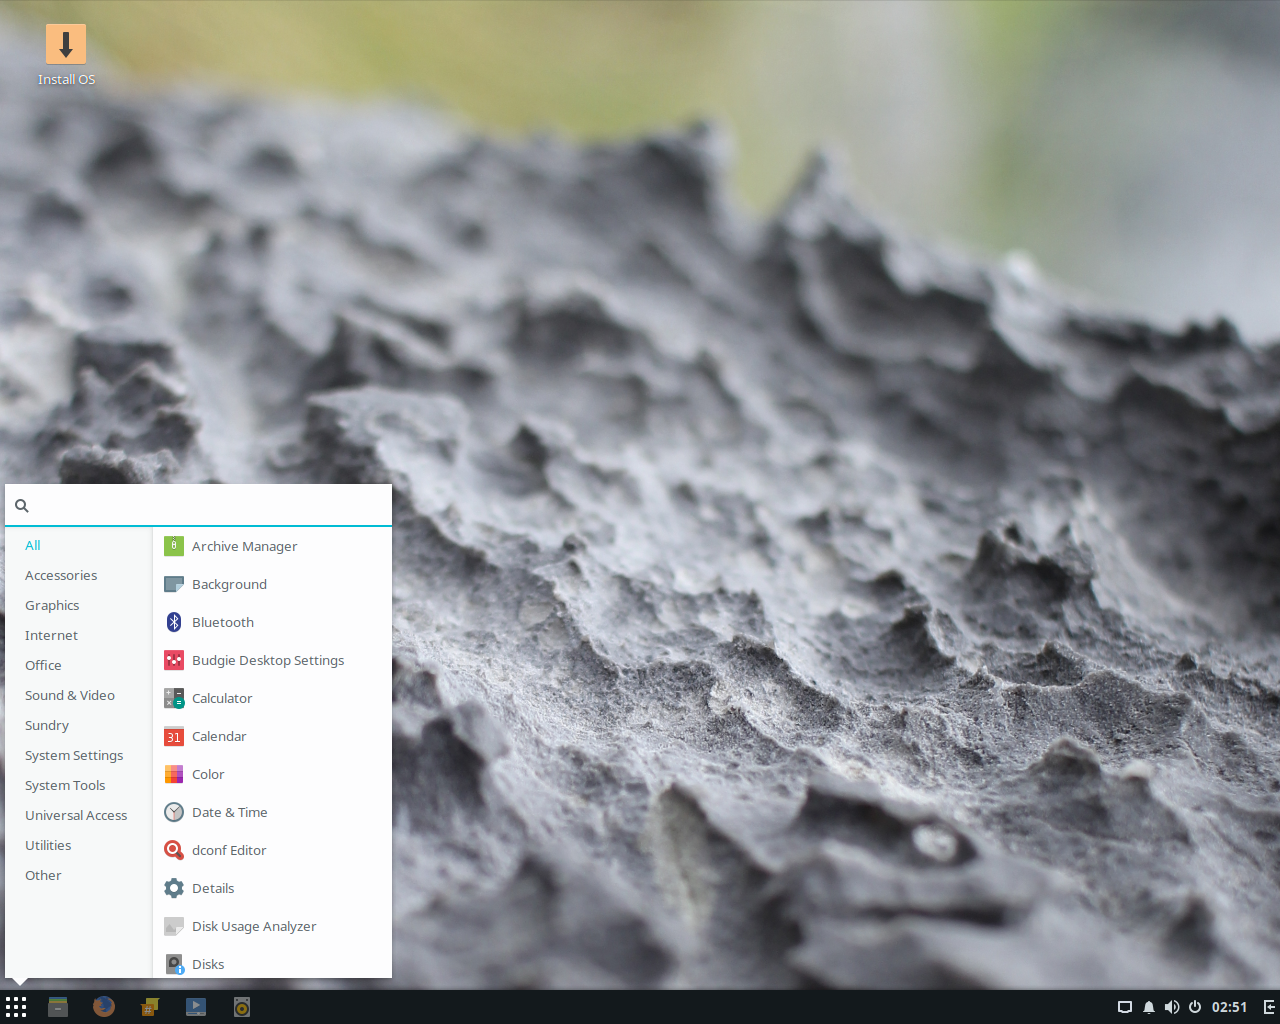 Install OS
All
Accessories
Graphics
Internet
Office
Sound & Video
Sundry
System Settings
System Tools
Universal Access
Utilities
Other
Archive Manager
Background
Bluetooth
Budgie Desktop Settings
Calculator
31 Calendar
Color
Date & Time
dconf Editor
Details
Disk Usage Analyzer
Disks
02:51